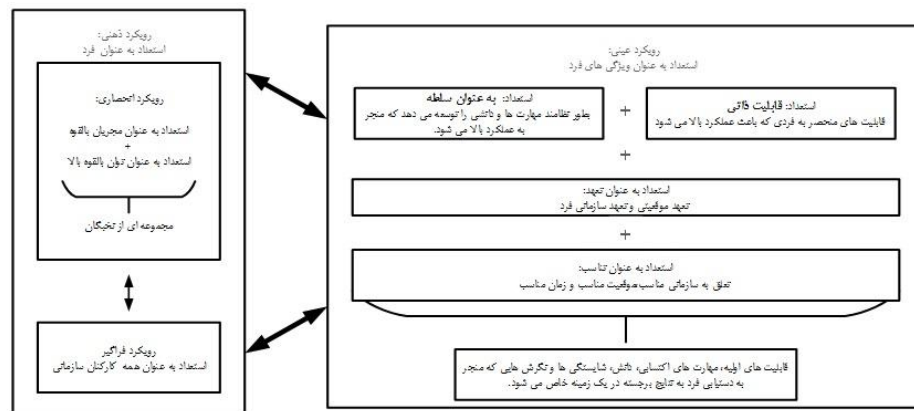 رویکرد عینی:
استعداد به عنوان ویژگی های فرد
استعداد: قابلیت ذاتی
قابلیت های منحصر به فردی که باعث عملکرد بالا می شود
+
استعداد: به عنوان سلطه
بطور نظامند مهارت ها و دانشی را توسعه می دهد که منجر
به عملکرد بالا می شود.
+
استعداد به عنوان تعهد:
تعهد موقعیتی و تعهد سازمانی فرد
+
استعداد به عنوان تناسب:
تعلق به سازمانی مناسب،موقعیت مناسب و زمان مناسب
قابلیت های اولیه، مهارت های اکتسابی، دانش، شایستگی ها و نگرش هایی که منجر
به دستیابی فرد به نتایج برجسته در یک زمینه خاص می شود.
رویکرد ذهنی:
استعداد به عنوان فرد
رویکرد انحصاری:
استعداد به عنوان مجریان بالقوه
+
استعداد به عنوان توان بالقوه بالا
مجموعه ای از نخبگان
رویکرد فراگیر
استعداد به عنوان همه کارکنان سازمانی